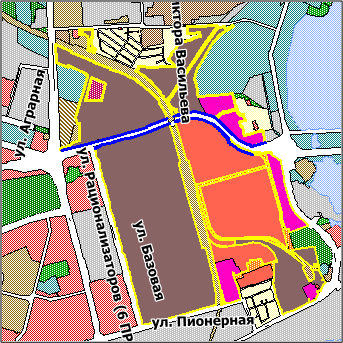 ктора Васильева
ул. Аграрная
ул. Рационализаторов (6 ПР
ул. Базовая
ул. Пионерная